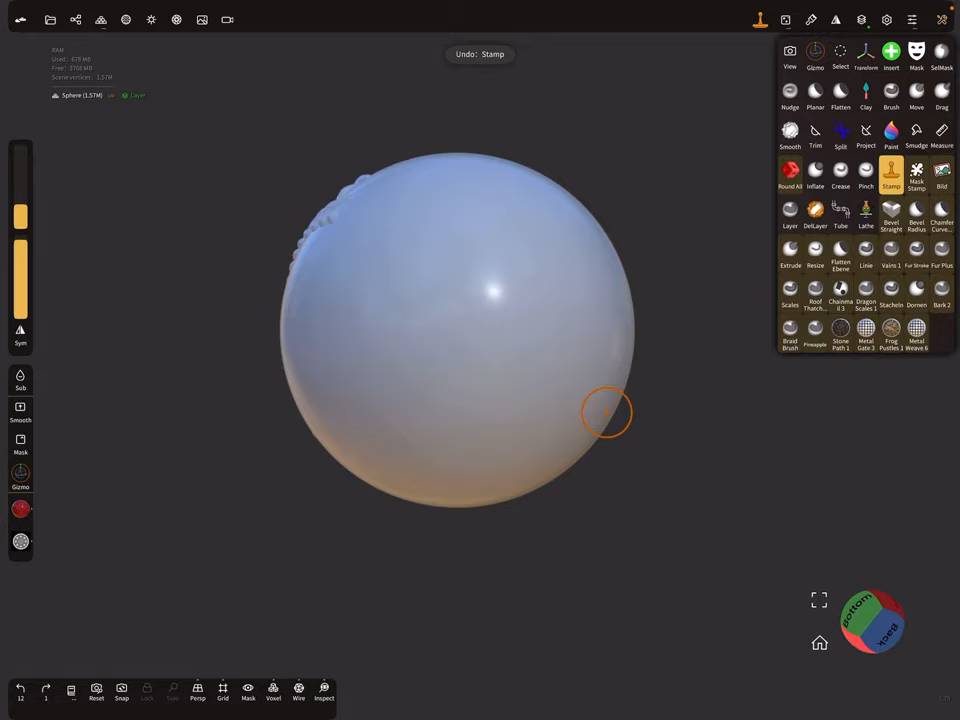 Undo: Stamp
RAM
Used: 678 MB
Free: 3768 MB
Scene vertices: 1.57M
Sphere (1.57M) Layer
View Gizmo Select Transform Insert Mask SelMask
Nudge Planar Flatten Clay Brush Move Drag
Smooth Trim Split Project Paint Smudge Measure
Round All Inflate Crease Pinch Stamp Mask Stamp Bild
Layer DelLayer Tube Lathe Bevel Straight Bevel Radius Chamfer Curve...
Extrude Resize Flatten Ebene Linie Vains 1 Fur Stroke Fur Plus
Scales Roof Thatch... Chainma il 3 Dragon Scales 1 Stacheln Dornen Bark 2
Braid Brush Pineapple Stone Path 1 Metal Gate 3 Frog Pustles 1 Metal Weave 6
Sym
Sub
Smooth
Mask
Gizmo
Bottom
Back
12 1 ... Reset Snap Lock Solo Persp Grid Mask Voxel Wire Inspect